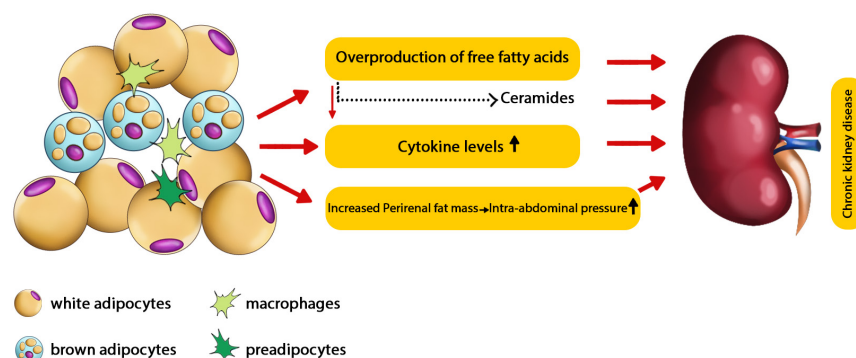 Overproduction of free fatty acids
Ceramides
Cytokine levels
Increased Perirenal fat mass→Intra-abdominal pressure
Chronic kidney disease
white adipocytes
macrophages
brown adipocytes
preadipocytes